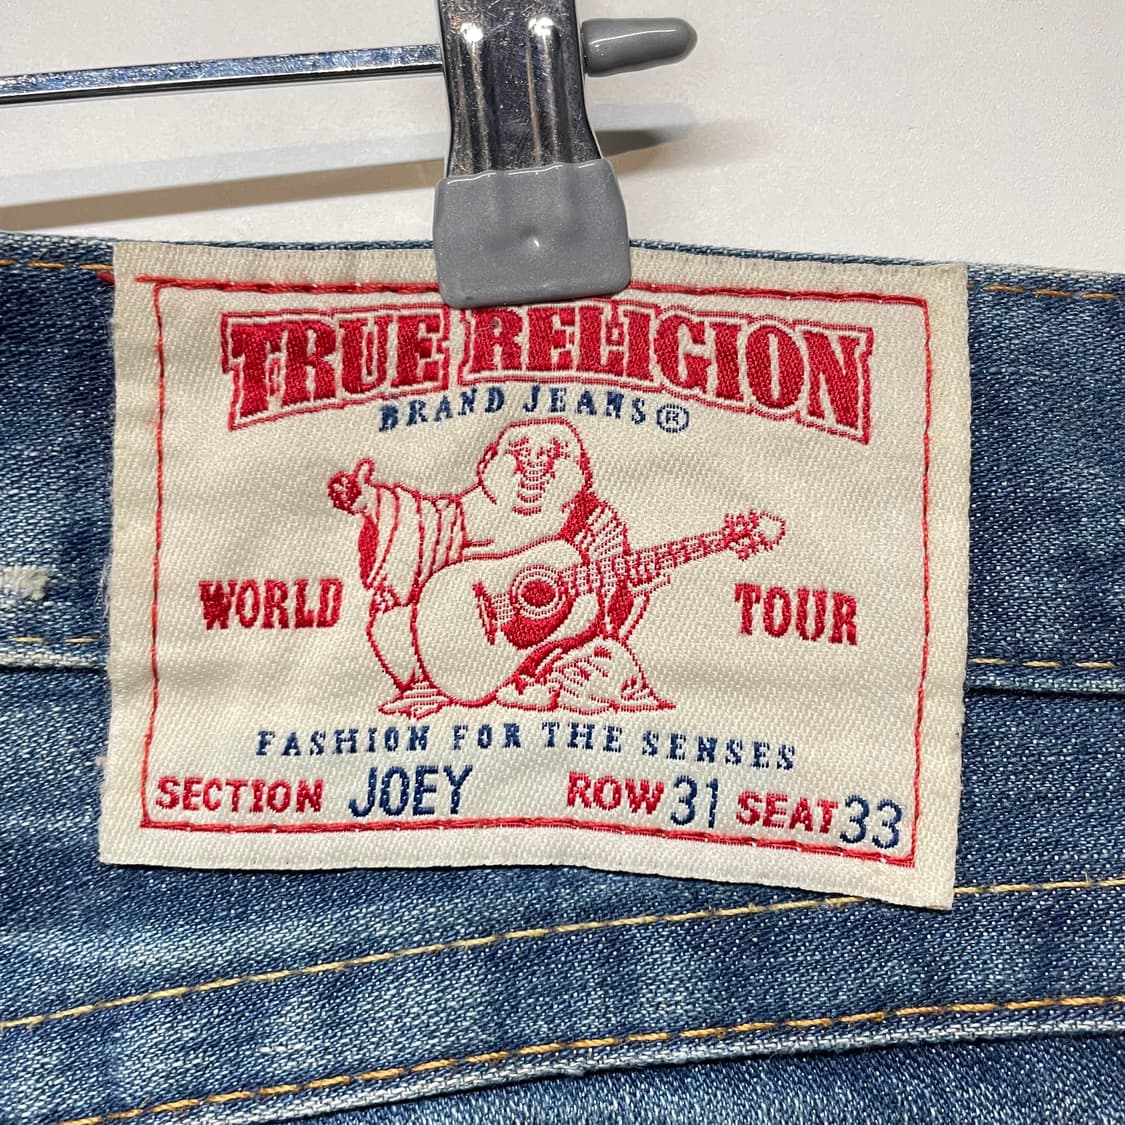 TRUE RELIGION
BRAND JEANS®
WORLD TOUR
FASHION FOR THE SENSES
SECTION JOEY ROW 31 SEAT 33